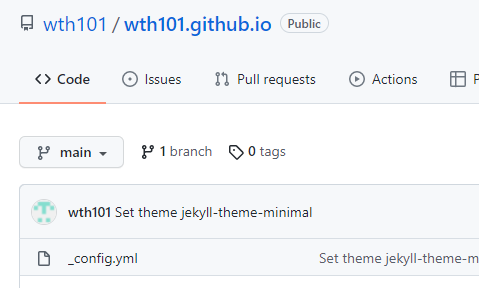 wth101 / wth101.github.io Public
Code Issues Pull requests Actions P
main 1 branch 0 tags
wth101 Set theme jekyll-theme-minimal
_config.yml Set theme jekyll-theme-m